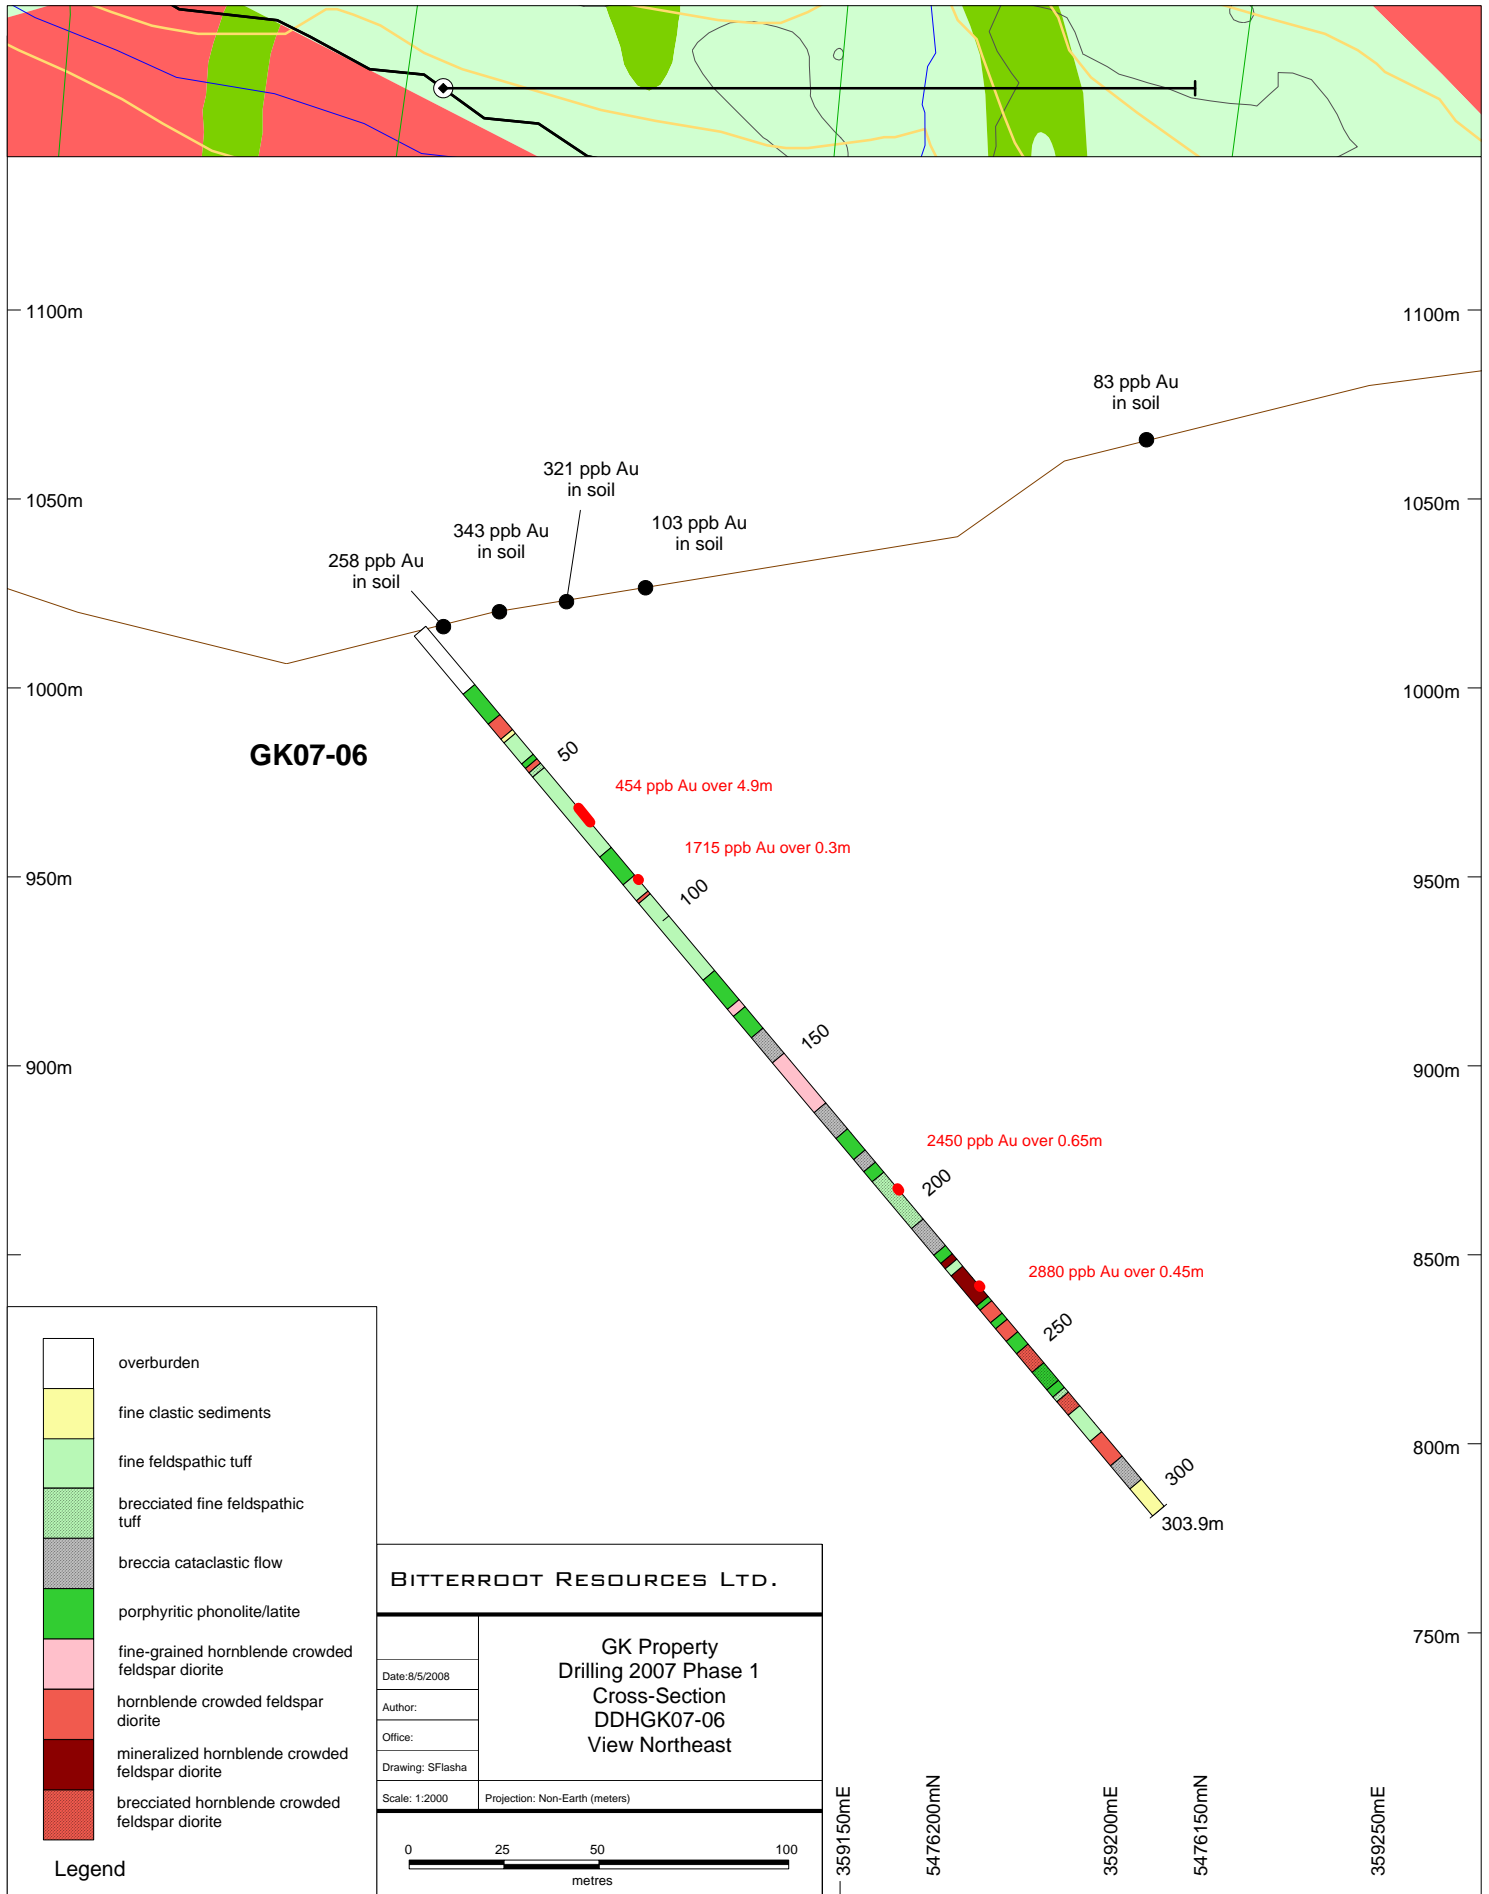 1100m
1100m
83 ppb Au
in soil
321 ppb Au
in soil
1050m
1050m
343 ppb Au
in soil
103 ppb Au
in soil
258 ppb Au
in soil
1000m
1000m
GK07-06
50
454 ppb Au over 4.9m
1715 ppb Au over 0.3m
950m
950m
100
150
900m
900m
2450 ppb Au over 0.65m
200
850m
2880 ppb Au over 0.45m
250
800m
300
303.9m
750m
overburden
fine clastic sediments
fine feldspathic tuff
brecciated fine feldspathic
tuff
breccia cataclastic flow
porphyritic phonolite/latite
fine-grained hornblende crowded
feldspar diorite
hornblende crowded feldspar
diorite
mineralized hornblende crowded
feldspar diorite
brecciated hornblende crowded
feldspar diorite
Legend
BITTERROOT RESOURCES LTD.
GK Property
Drilling 2007 Phase 1
Cross-Section
DDHGK07-06
View Northeast
Date:8/5/2008
Author:
Office:
Drawing: SFlasha
Scale: 1:2000
Projection: Non-Earth (meters)
0 25 50 100
metres
359150mE
5476200mN
359200mE
5476150mN
359250mE